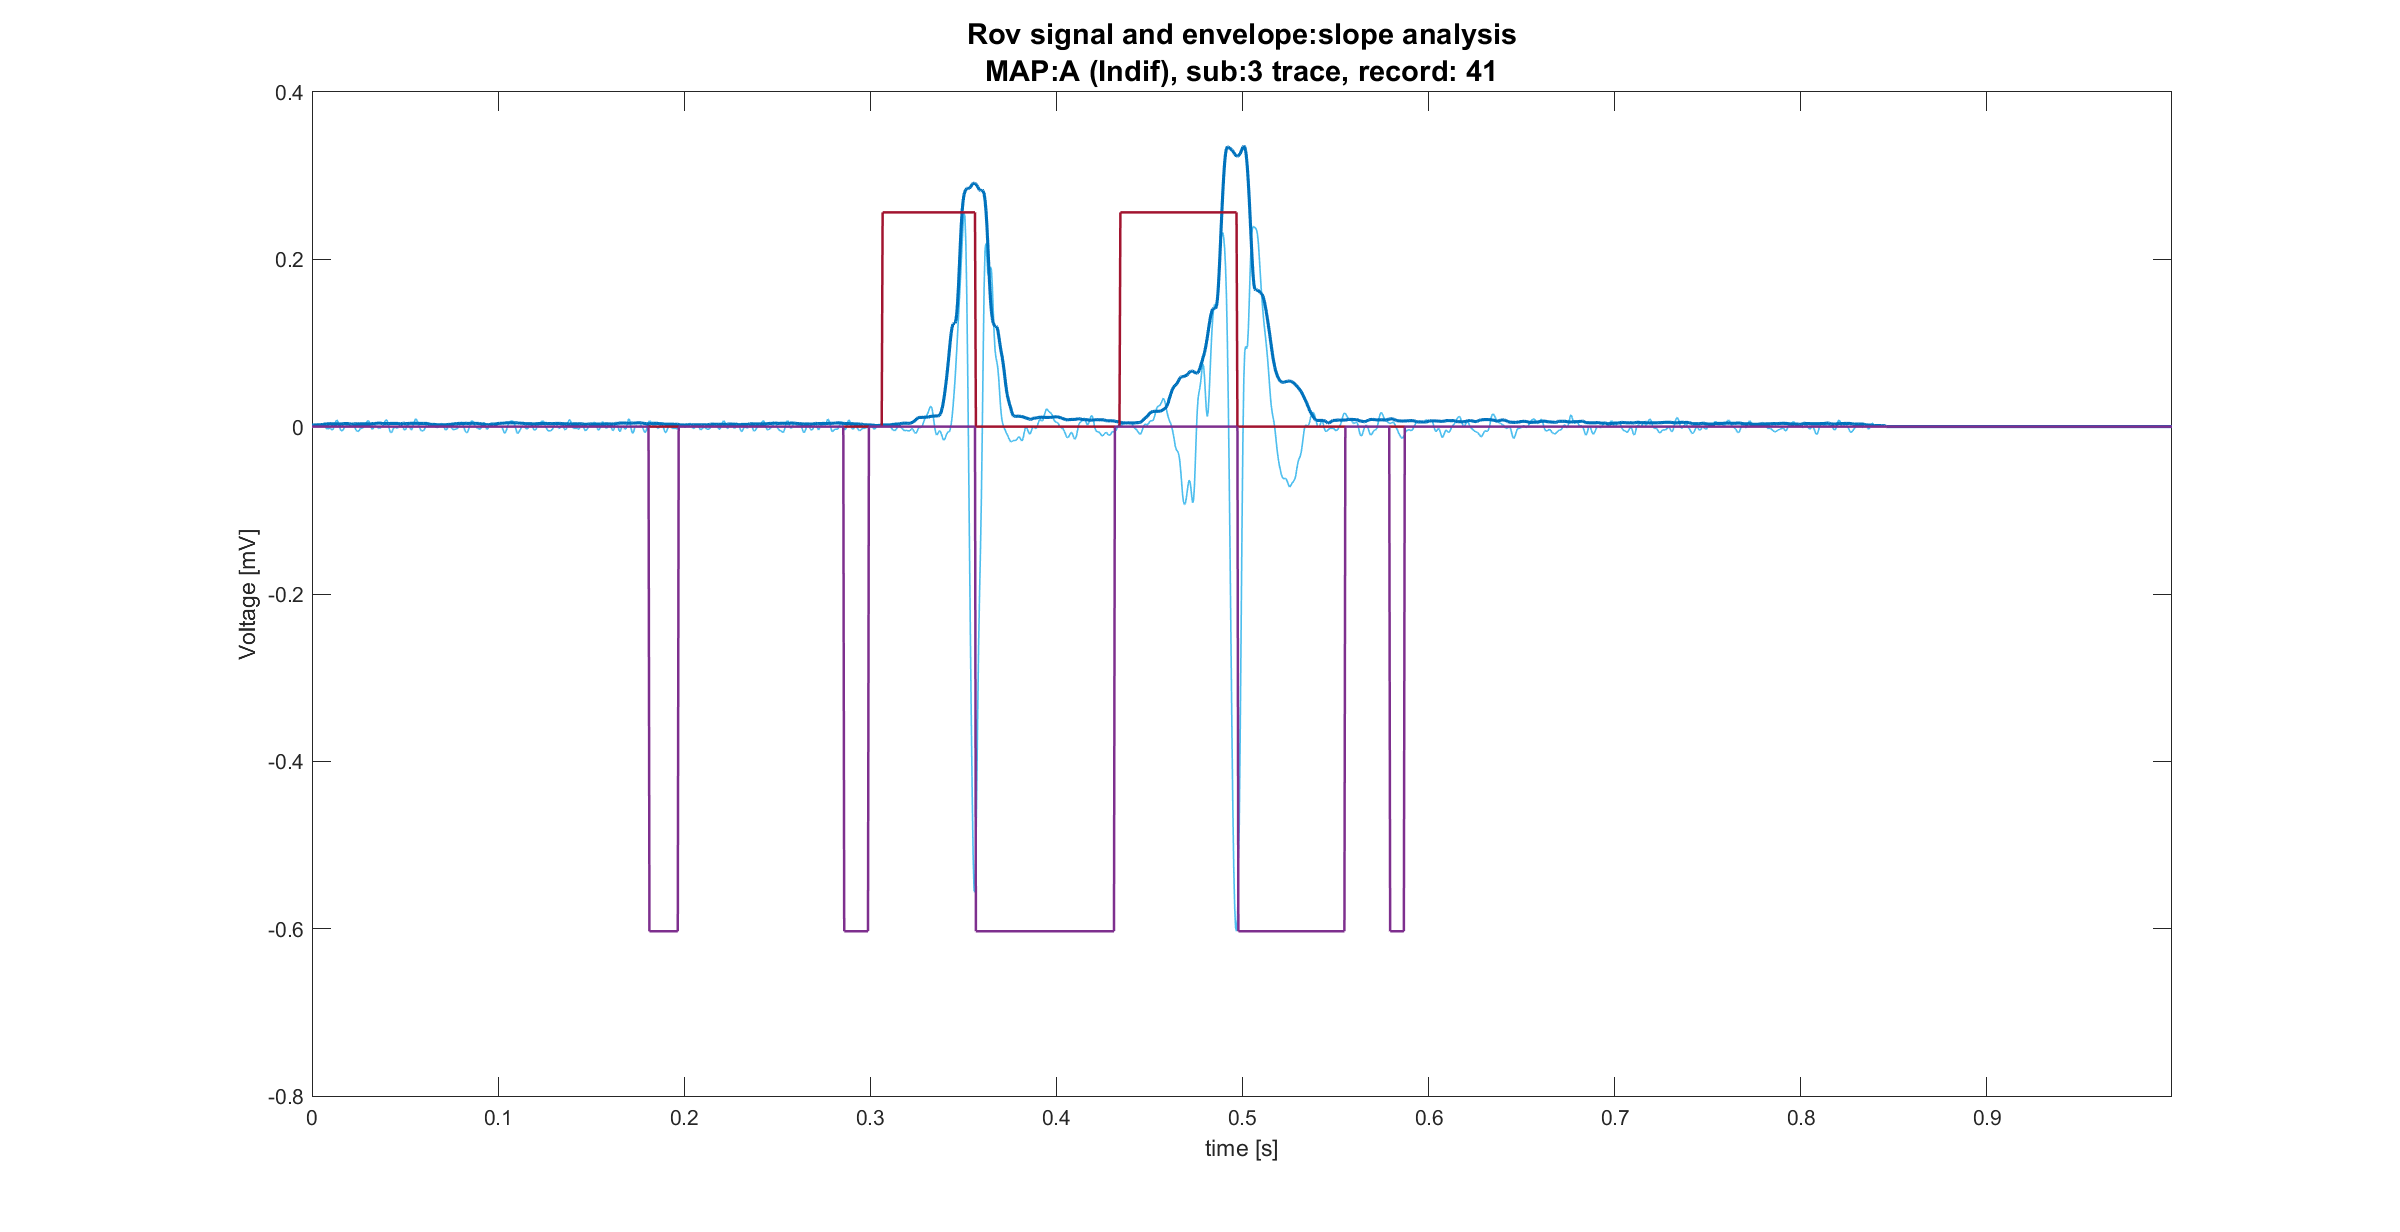 Rov signal and envelope:slope analysis
MAP:A (Indif), sub:3 trace, record: 41
0.4
0.2
0
-0.2
-0.4
-0.6
-0.8
Voltage [mV]
0 0.1 0.2 0.3 0.4 0.5 0.6 0.7 0.8 0.9
time [s]